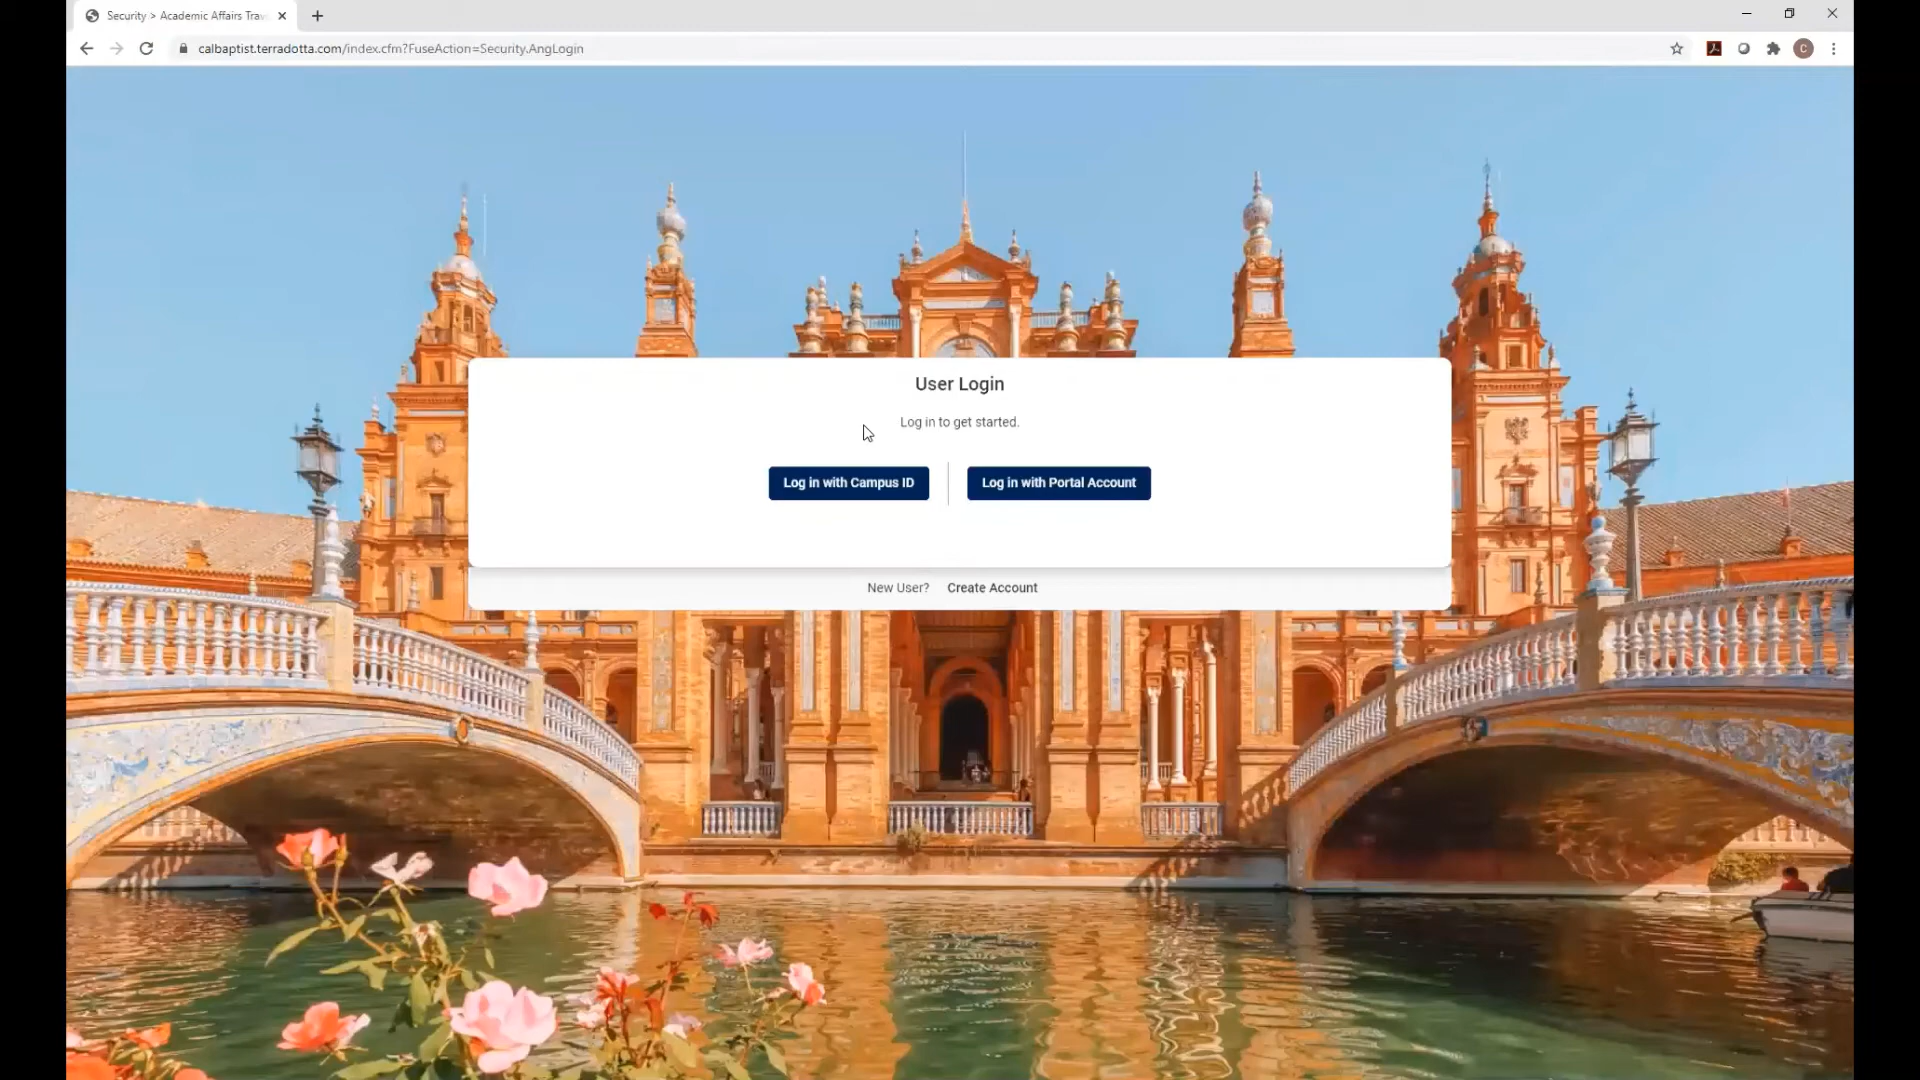 Security > Academic Affairs Trav
calbaptist.terradotta.com/index.cfm?FuseAction=Security.AngLogin
C
User Login
Log in to get started.
Log in with Campus ID
Log in with Portal Account
New User? Create Account